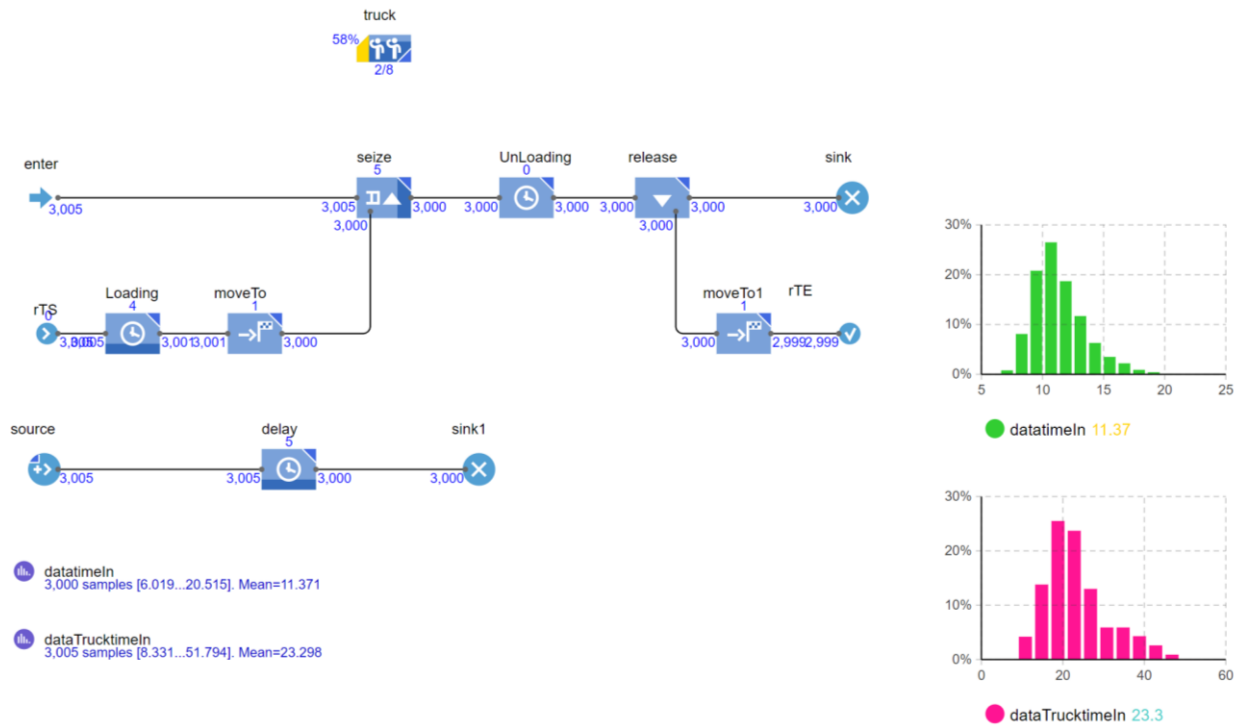 truck
58%
2/8
enter
seize
5
UnLoading
0
release
sink
3,005
3,005
3,000
3,000
3,000
3,000
3,000
3,000
3,000
3,000
rTS
0
Loading
4
moveTo
1
moveTo1
1
rTE
3,005
3,001
3,001
3,000
3,000
2,999
2,999
source
delay
5
sink1
3,005
3,005
3,000
3,000
datatimeIn
3,000 samples [6.019...20.515]. Mean=11.371
dataTrucktimeIn
3,005 samples [8.331...51.794]. Mean=23.298
30%
20%
10%
0%
5
10
15
20
25
datatimeIn 11.37
30%
20%
10%
0%
0
20
40
60
dataTrucktimeIn 23.3